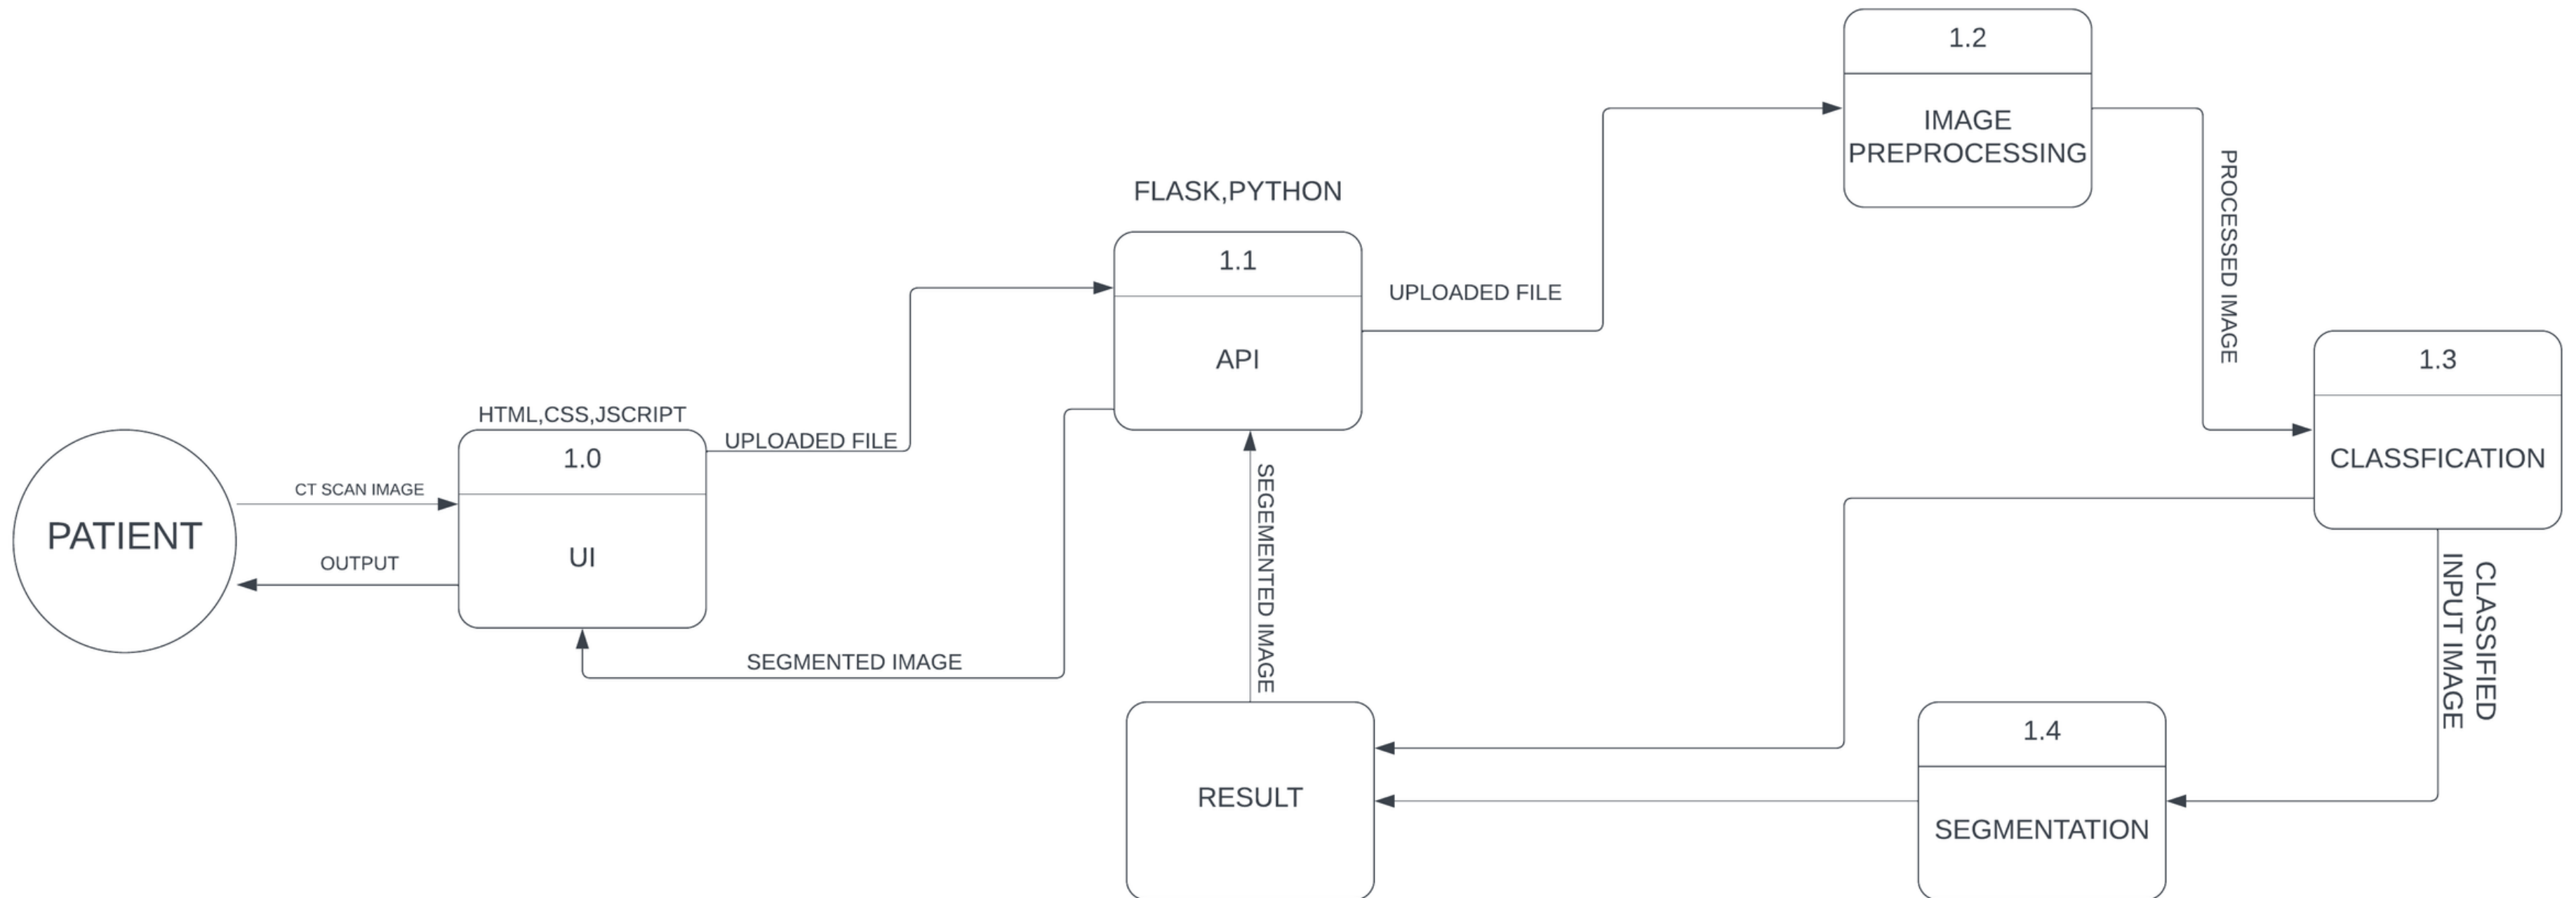 1.2
IMAGE
PREPROCESSING
PROCESSED IMAGE
FLASK,PYTHON
1.1
API
UPLOADED FILE
1.3
CLASSFICATION
HTML,CSS,JSCRIPT
1.0
UI
UPLOADED FILE
PATIENT
CT SCAN IMAGE
OUTPUT
SEGMENTED IMAGE
SEGEMENTED IMAGE
CLASSIFIED
INPUT IMAGE
RESULT
1.4
SEGMENTATION